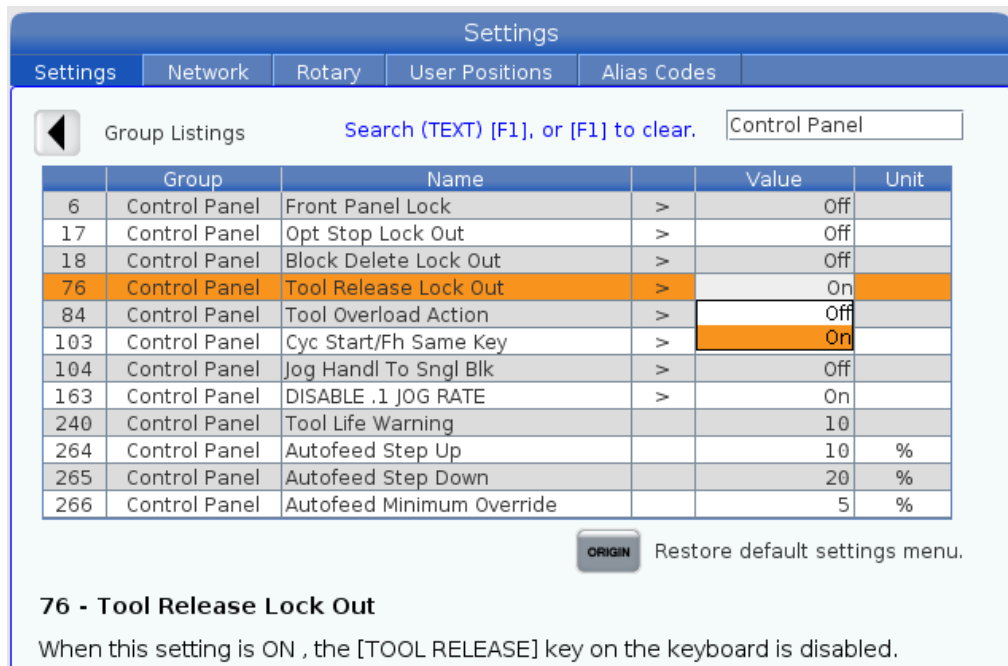 Settings
Settings Network Rotary User Positions Alias Codes
Group Listings Search (TEXT) [F1], or [F1] to clear. Control Panel
Group Name Value Unit
6 Control Panel Front Panel Lock > Off
17 Control Panel Opt Stop Lock Out > Off
18 Control Panel Block Delete Lock Out > Off
76 Control Panel Tool Release Lock Out > On
84 Control Panel Tool Overload Action > Off
103 Control Panel Cyc Start/Fh Same Key > On
104 Control Panel Jog Handl To Sngl Blk > Off
163 Control Panel DISABLE .1 JOG RATE > On
240 Control Panel Tool Life Warning 10
264 Control Panel Autofeed Step Up 10 %
265 Control Panel Autofeed Step Down 20 %
266 Control Panel Autofeed Minimum Override 5 %
ORIGIN Restore default settings menu.
76 - Tool Release Lock Out
When this setting is ON , the [TOOL RELEASE] key on the keyboard is disabled.